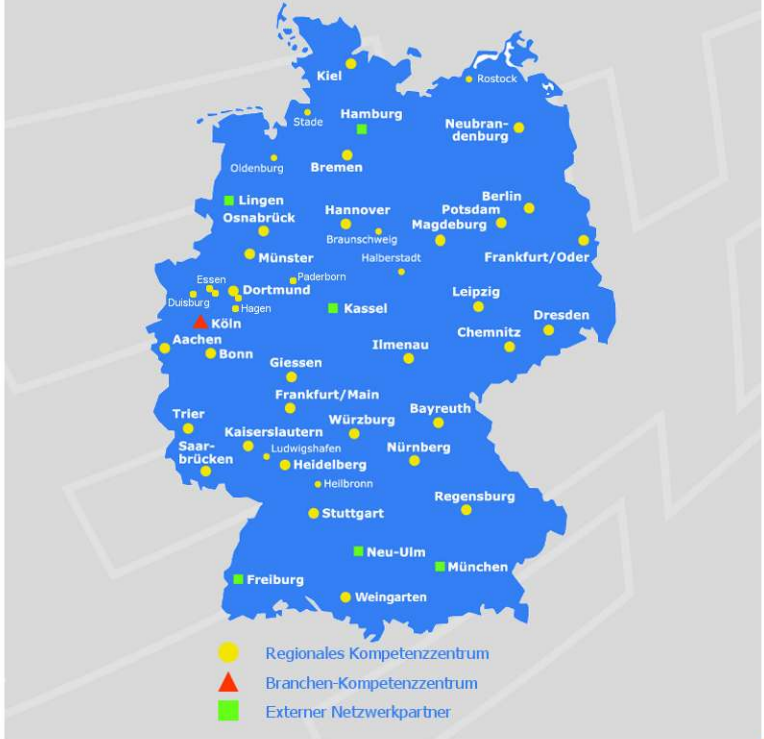 Kiel
Rostock
Stade
Hamburg
Neubran-
denburg
Oldenburg
Bremen
Lingen
Berlin
Osnabrück
Hannover
Potsdam
Magdeburg
Braunschweig
Münster
Halberstadt
Frankfurt/Oder
Essen
Paderborn
Duisburg
Dortmund
Leipzig
Hagen
Kassel
Dresden
Köln
Chemnitz
Aachen
Ilmenau
Bonn
Giessen
Frankfurt/Main
Bayreuth
Trier
Würzburg
Kaiserslautern
Saar-
brücken
Ludwigshafen
Nürnberg
Heidelberg
Heilbronn
Regensburg
Stuttgart
Neu-Ulm
München
Freiburg
Weingarten
Regionales Kompetenzzentrum
Branchen-Kompetenzzentrum
Externer Netzwerkpartner